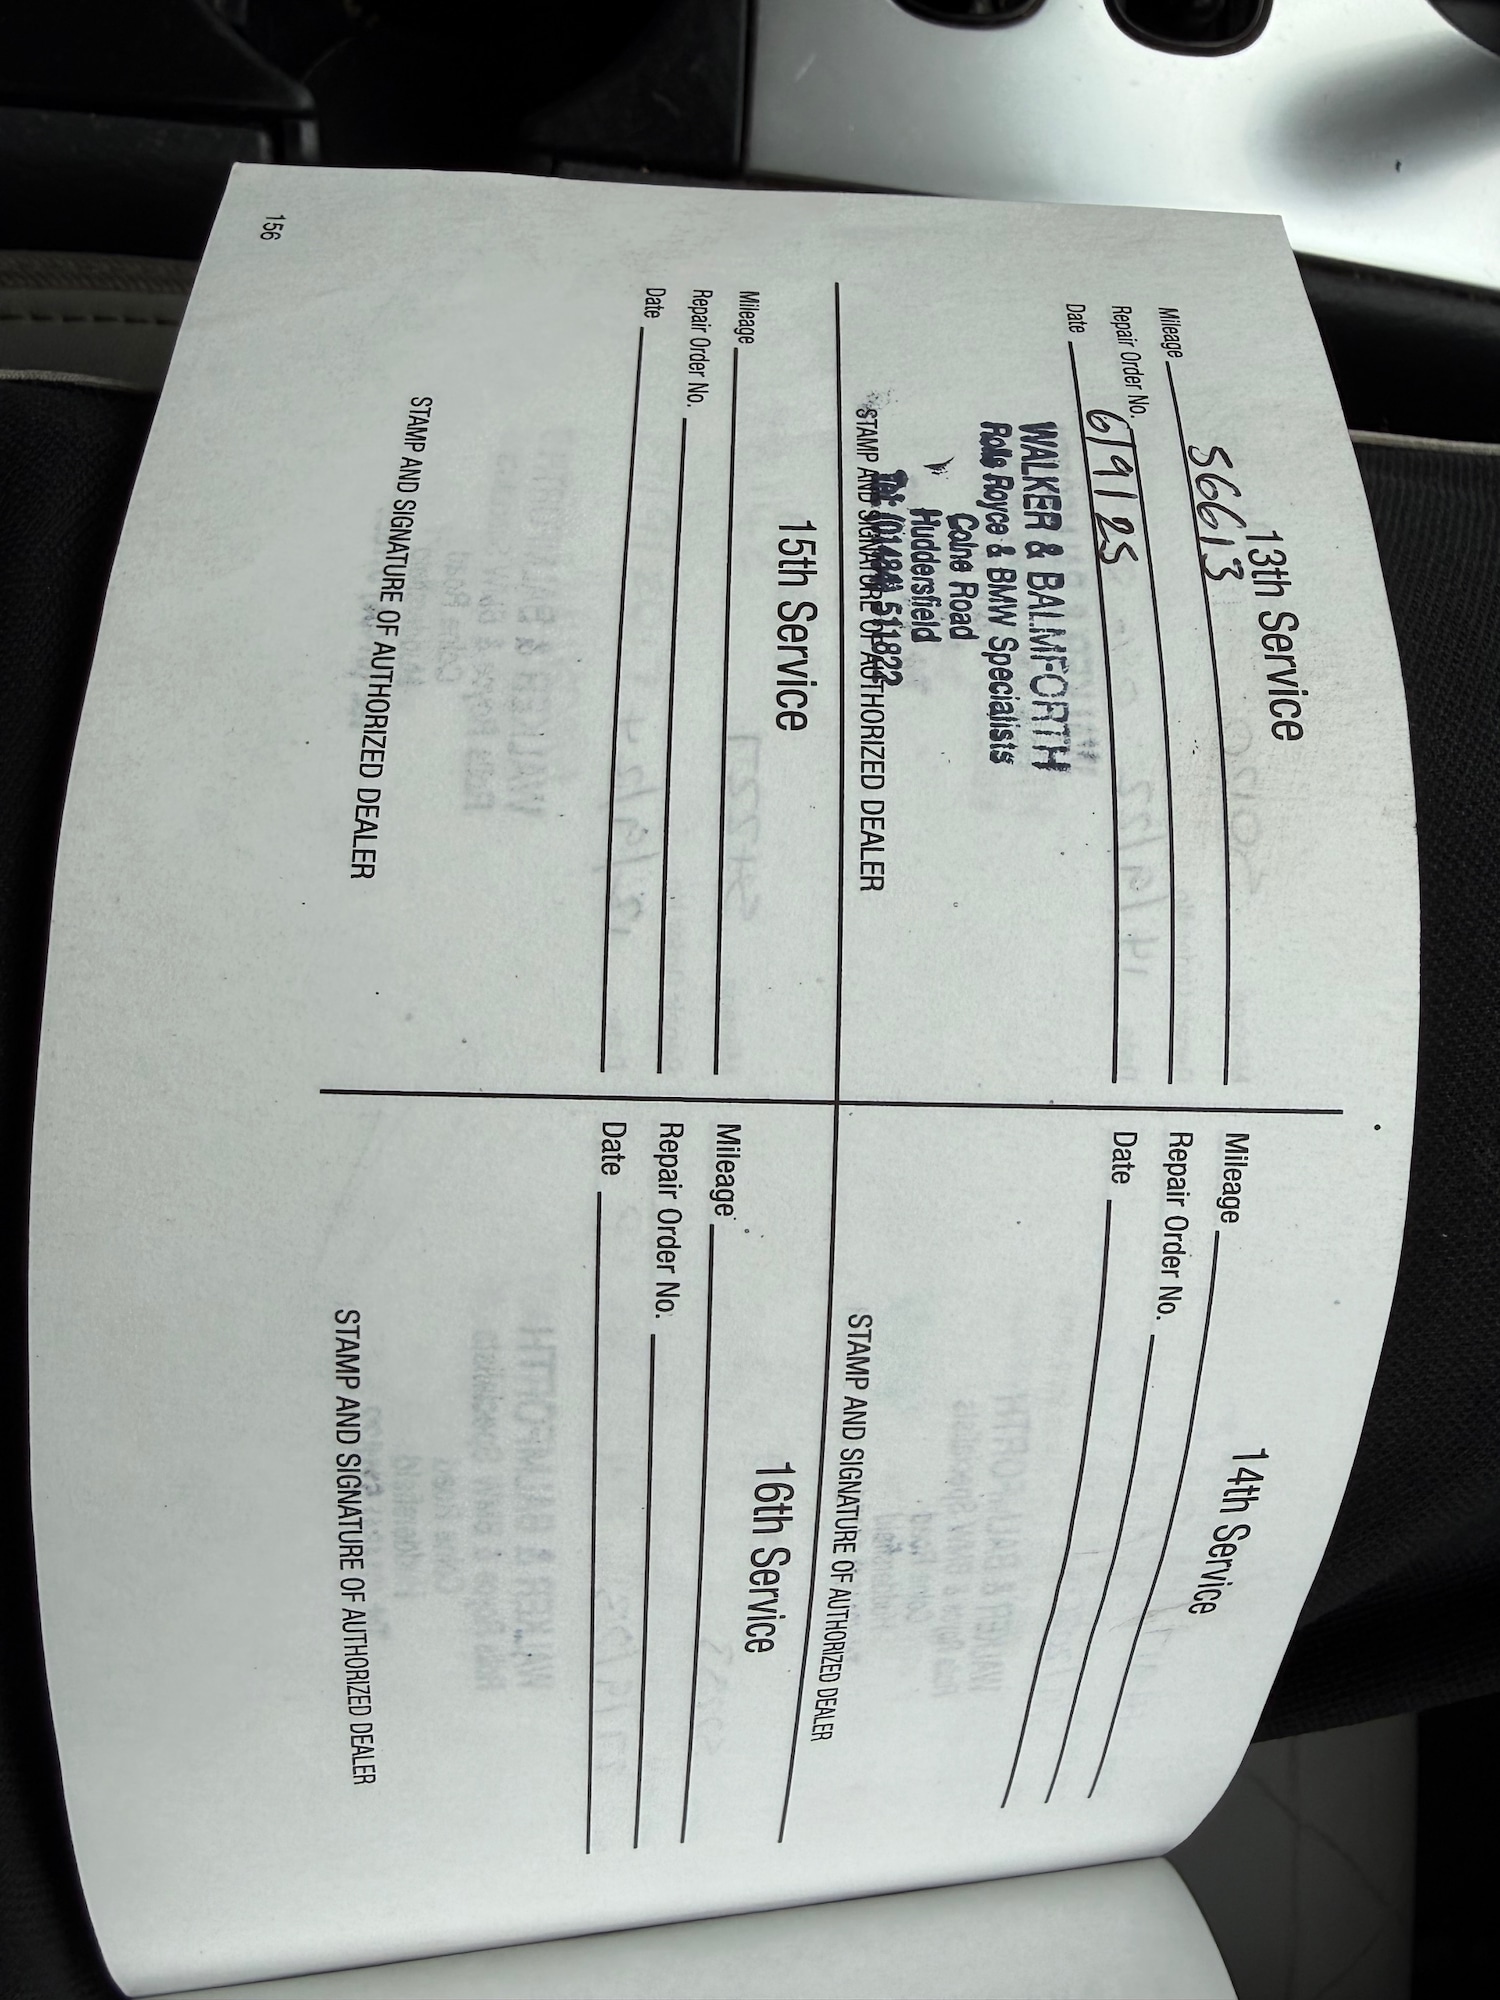 13th Service
Mileage 56613
Repair Order No.
Date 6/9/25
WALKER & BALMFORTH
Rolls Royce & BMW Specialists
Colne Road
Huddersfield
Tel: (01484) 511822
STAMP AND SIGNATURE OF AUTHORIZED DEALER
14th Service
Mileage
Repair Order No.
Date
STAMP AND SIGNATURE OF AUTHORIZED DEALER
15th Service
Mileage
Repair Order No.
Date
STAMP AND SIGNATURE OF AUTHORIZED DEALER
16th Service
Mileage
Repair Order No.
Date
STAMP AND SIGNATURE OF AUTHORIZED DEALER
156